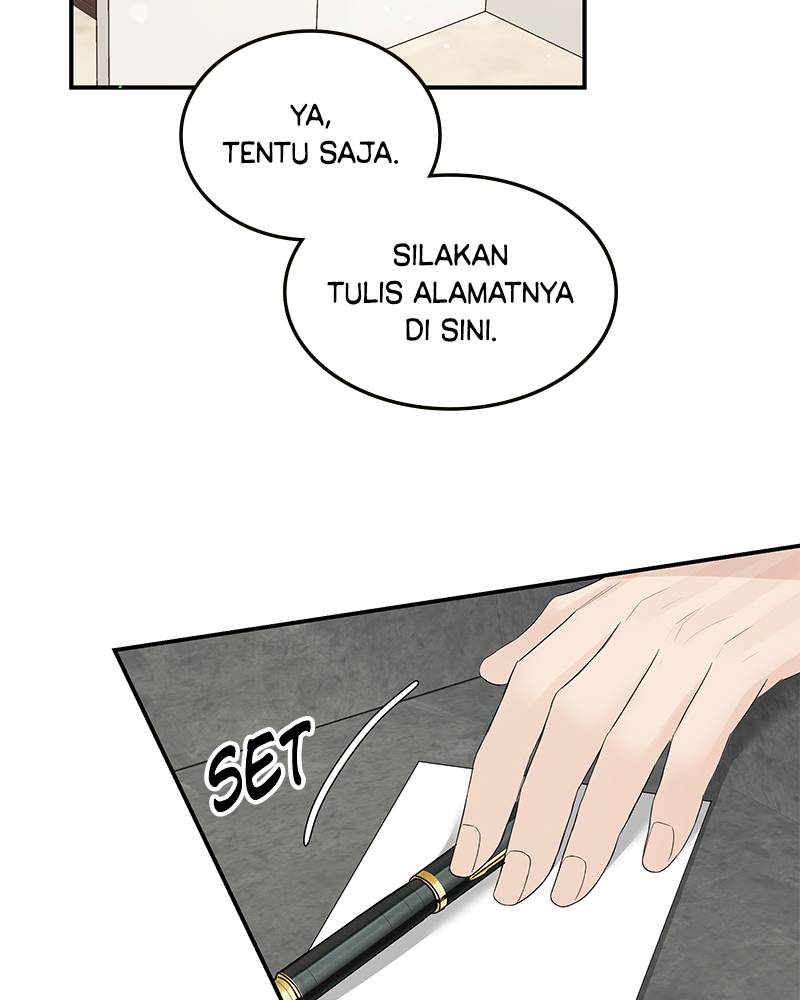 YA,
TENTU SAJA.
SILAKAN
TULIS ALAMATNYA
DI SINI.
SET